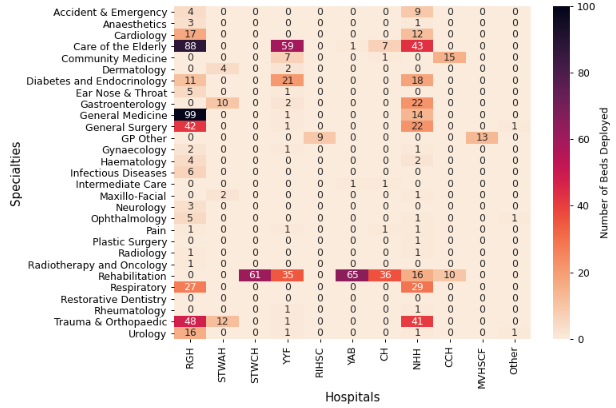 Accident & Emergency 4 0 0 0 0 0 0 9 0 0 0
Anaesthetics 3 0 0 0 0 0 0 1 0 0 0
Cardiology 17 0 0 0 0 0 0 12 0 0 0
Care of the Elderly 88 0 0 59 0 1 7 43 0 0 0
Community Medicine 0 0 0 7 0 0 1 0 15 0 0
Dermatology 0 4 0 2 0 0 0 0 0 0 0
Diabetes and Endocrinology 11 0 0 21 0 0 0 18 0 0 0
Ear Nose & Throat 5 0 0 1 0 0 0 0 0 0 0
Gastroenterology 0 10 0 2 0 0 0 22 0 0 0
General Medicine 99 0 0 1 0 0 0 14 0 0 0
General Surgery 42 0 0 1 0 0 0 22 0 0 1
GP Other 0 0 0 0 9 0 0 0 0 13 0
Gynaecology 2 0 0 1 0 0 0 1 0 0 0
Haematology 4 0 0 0 0 0 0 2 0 0 0
Infectious Diseases 6 0 0 0 0 0 0 0 0 0 0
Intermediate Care 0 0 0 0 0 1 1 0 0 0 0
Maxillo-Facial 0 2 0 0 0 0 0 1 0 0 0
Neurology 3 0 0 0 0 0 0 1 0 0 0
Ophthalmology 5 0 0 0 0 0 0 1 0 0 1
Pain 1 0 0 1 0 0 1 1 0 0 0
Plastic Surgery 0 0 0 0 0 0 0 1 0 0 0
Radiology 1 0 0 0 0 0 0 1 0 0 0
Radiotherapy and Oncology 1 0 0 0 0 0 0 0 0 0 0
Rehabilitation 0 0 61 35 0 65 36 16 10 0 0
Respiratory 27 0 0 0 0 0 0 29 0 0 0
Restorative Dentistry 0 0 0 0 0 0 0 0 0 0 0
Rheumatology 0 0 0 1 0 0 0 1 0 0 0
Trauma & Orthopaedic 48 12 0 1 0 0 0 41 0 0 0
Urology 16 0 0 1 0 0 0 1 0 0 1
RGH STWAH STWCH YYF RIHSC YAB CH NHH CCH MVHSCF Other
Hospitals
Specialties
100
80
60
40
20
0
Number of Beds Deployed